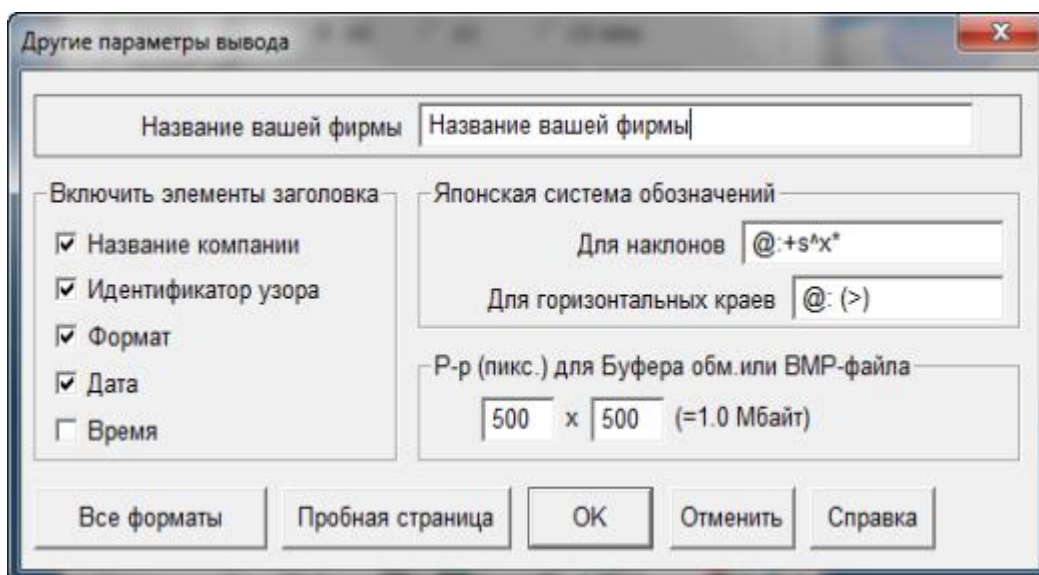 Другие параметры вывода
Название вашей фирмы Название вашей фирмы
Включить элементы заголовка
Название компании
Идентификатор узора
Формат
Дата
Время
Японская система обозначений
Для наклонов @:+s^x*
Для горизонтальных краев @: (>)
Р-р (пикс.) для Буфера обм.или BMP-файла
500 x 500 (=1.0 Мбайт)
Все форматы Пробная страница OK Отменить Справка